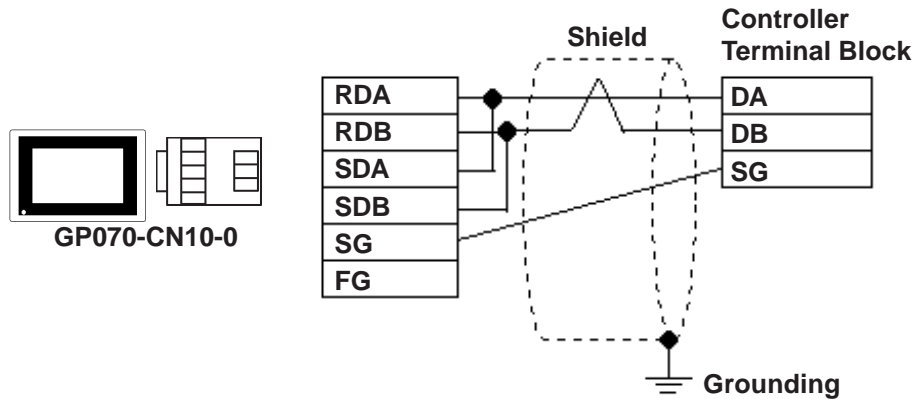 Controller
Terminal Block
Shield
RDA
RDB
SDA
SDB
SG
FG
DA
DB
SG
GP070-CN10-0
Grounding